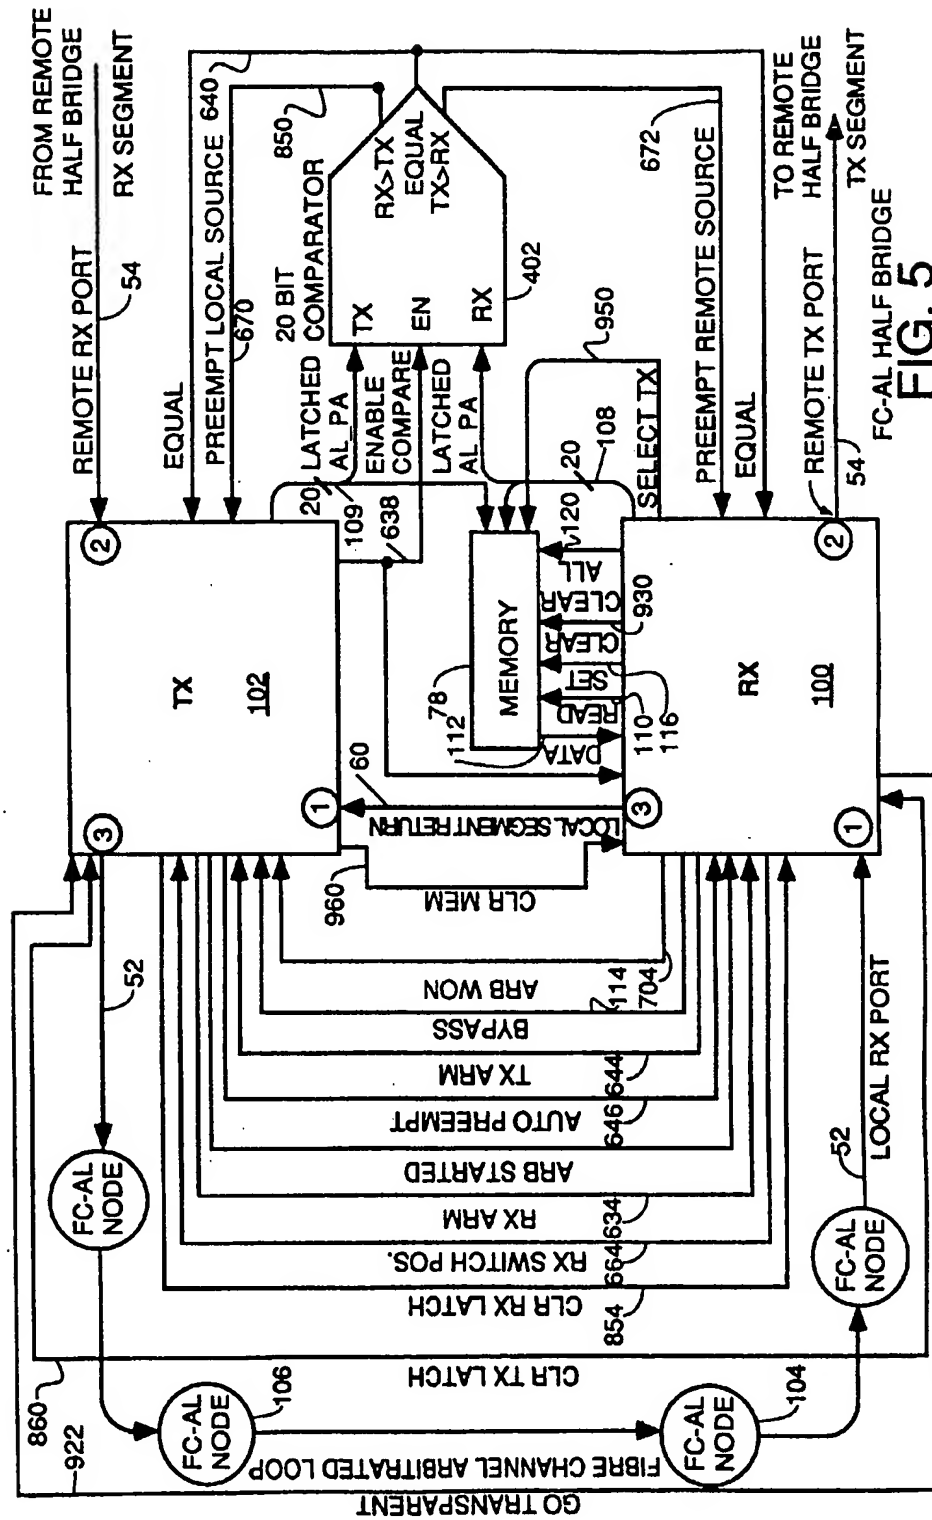 FROM REMOTE
HALF BRIDGE
RX SEGMENT
REMOTE RX PORT
54
EQUAL
640
PREEMPT LOCAL SOURCE
670
850
20 BIT
COMPARATOR
TX
EN
RX
RX>TX
EQUAL
TX>RX
402
20
LATCHED
AL PA
109
ENABLE
COMPARE
638
LATCHED
AL PA
950
SELECT TX
20
108
672
PREEMPT REMOTE SOURCE
EQUAL
TO REMOTE
HALF BRIDGE
TX SEGMENT
REMOTE TX PORT
54
FC-AL HALF BRIDGE
FIG. 5
2
TX
102
3
1
MEMORY
78
112
DATA
READ
110
SET
116
CLEAR
930
CLEAR
ALL
120
2
RX
100
3
1
60
LOCAL SEGMENT RETURN
960
CLR MEM
ARB WON
704
BYPASS
114
TX ARM
644
AUTO PREEMPT
646
ARB STARTED
RX ARM
634
RX SWITCH POS.
664
CLR RX LATCH
854
CLR TX LATCH
860
922
GO TRANSPARENT
FIBRE CHANNEL ARBITRATED LOOP
52
FC-AL
NODE
FC-AL
NODE
106
FC-AL
NODE
104
FC-AL
NODE
52
LOCAL RX PORT